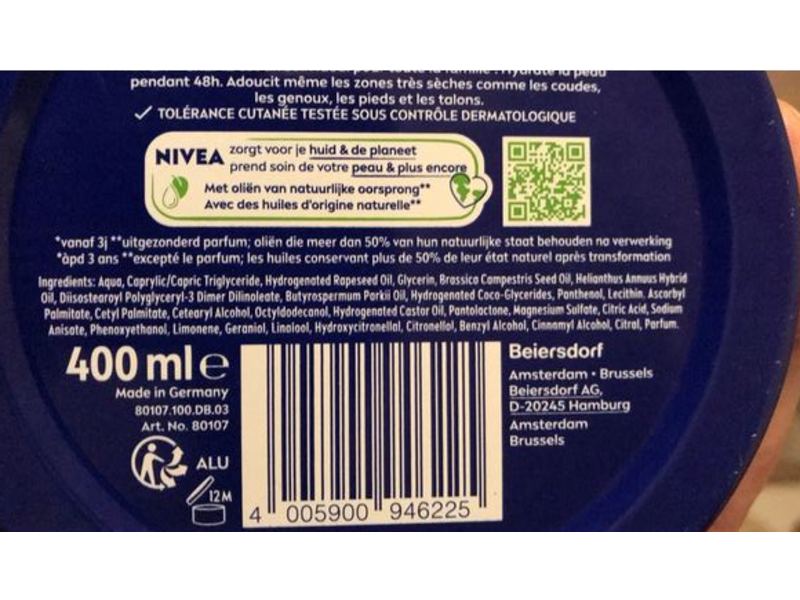 pour toute la famille : Hydrate la peau
pendant 48h. Adoucit même les zones très sèches comme les coudes,
les genoux, les pieds et les talons.
TOLÉRANCE CUTANÉE TESTÉE SOUS CONTRÔLE DERMATOLOGIQUE
NIVEA
zorgt voor je huid & de planeet
prend soin de votre peau & plus encore
Met oliën van natuurlijke oorsprong**
Avec des huiles d'origine naturelle**
*vanaf 3j **uitgezonderd parfum; oliën die meer dan 50% van hun natuurlijke staat behouden na verwerking
*àpd 3 ans **excepté le parfum; les huiles conservant plus de 50% de leur état naturel après transformation
Ingredients: Aqua, Caprylic/Capric Triglyceride, Hydrogenated Rapeseed Oil, Glycerin, Brassica Campestris Seed Oil, Helianthus Annuus Hybrid
Oil, Diisostearoyl Polyglyceryl-3 Dimer Dilinoleate, Butyrospermum Parkii Oil, Hydrogenated Coco-Glycerides, Panthenol, Lecithin, Ascorbyl
Palmitate, Cetyl Palmitate, Cetearyl Alcohol, Octyldodecanol, Hydrogenated Castor Oil, Pantolactone, Magnesium Sulfate, Citric Acid, Sodium
Anisate, Phenoxyethanol, Limonene, Geraniol, Linalool, Hydroxycitronellal, Citronellol, Benzyl Alcohol, Cinnamyl Alcohol, Citral, Parfum.
400 ml e
Made in Germany
80107.100.DB.03
Art. No. 80107
ALU
12M
4 005900 946225
Beiersdorf
Amsterdam • Brussels
Beiersdorf AG,
D-20245 Hamburg
Amsterdam
Brussels